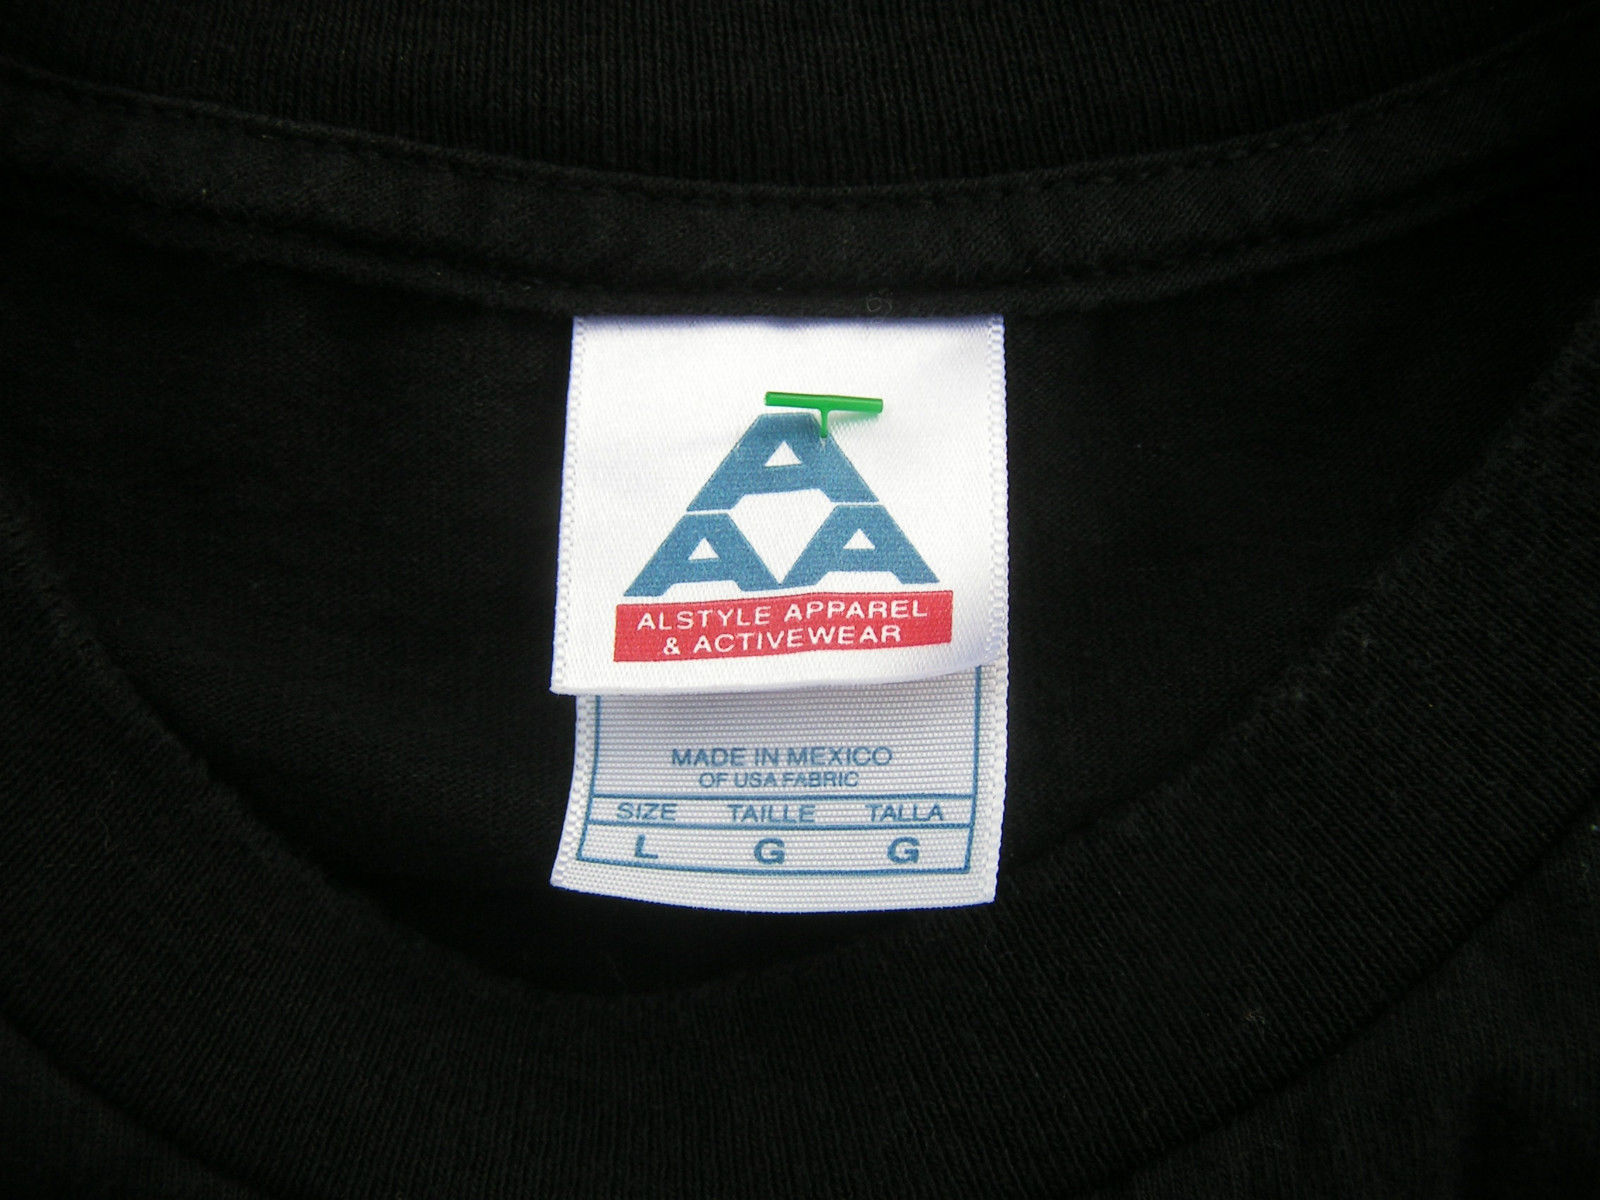 A
A A
ALSTYLE APPAREL
& ACTIVEWEAR
MADE IN MEXICO
OF USA FABRIC
SIZE TAILLE TALLA
L G G